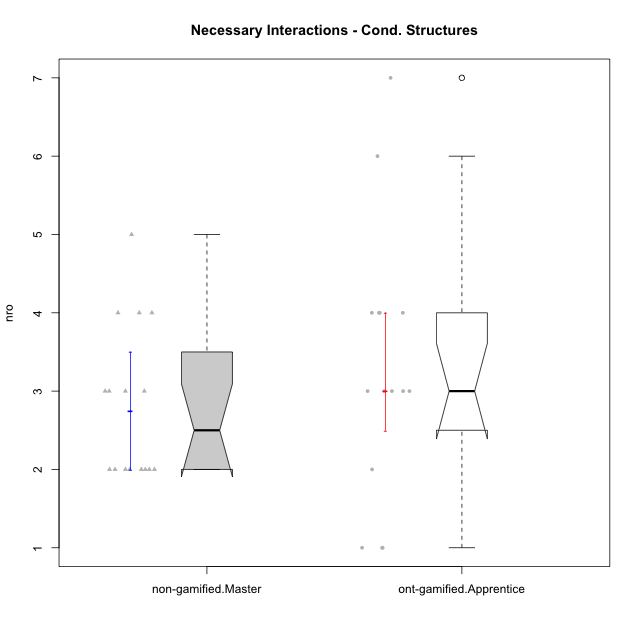 Necessary Interactions - Cond. Structures
nro
7
6
5
4
3
2
1
non-gamified.Master
ont-gamified.Apprentice